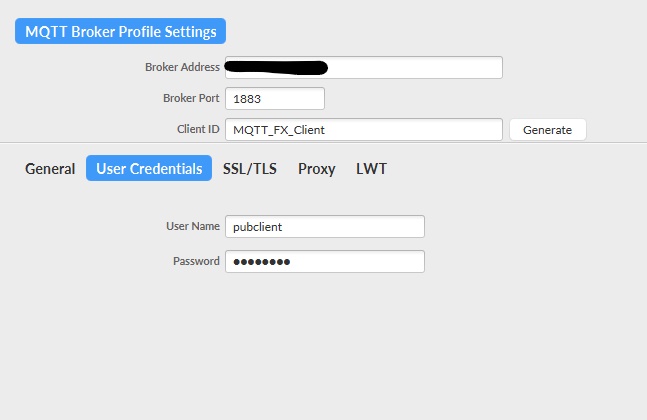 MQTT Broker Profile Settings
Broker Address
Broker Port 1883
Client ID MQTT_FX_Client Generate
General User Credentials SSL/TLS Proxy LWT
User Name pubclient
Password ●●●●●●●●